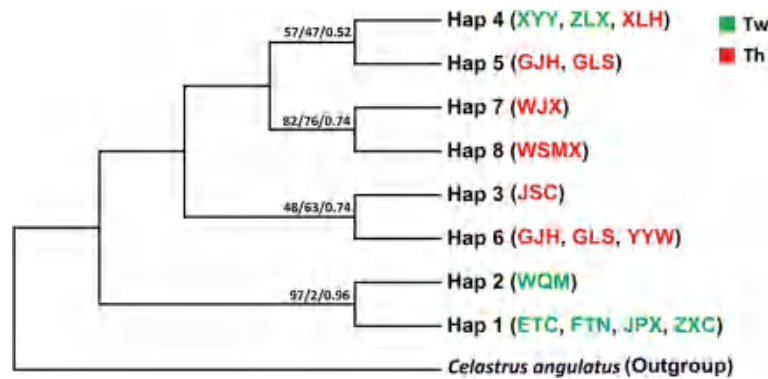 57/47/0.52
Hap 4 (XYY, ZLX, XLH)
Hap 5 (GJH, GLS)
82/76/0.74
Hap 7 (WJX)
Hap 8 (WSMX)
48/63/0.74
Hap 3 (JSC)
Hap 6 (GJH, GLS, YYW)
97/2/0.96
Hap 2 (WQM)
Hap 1 (ETC, FTN, JPX, ZXC)
Celastrus angulatus (Outgroup)
Tw
Th